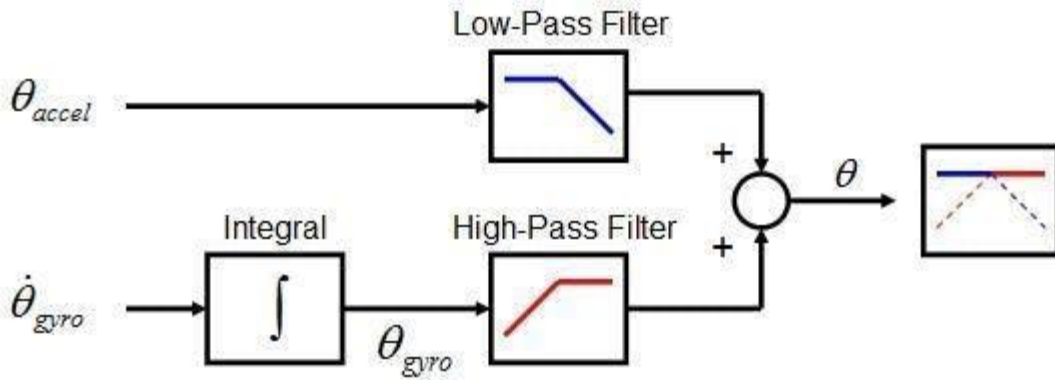 Low-Pass Filter
θaccel
+
θ
Integral
High-Pass Filter
+
θ̇gyro
∫
θgyro